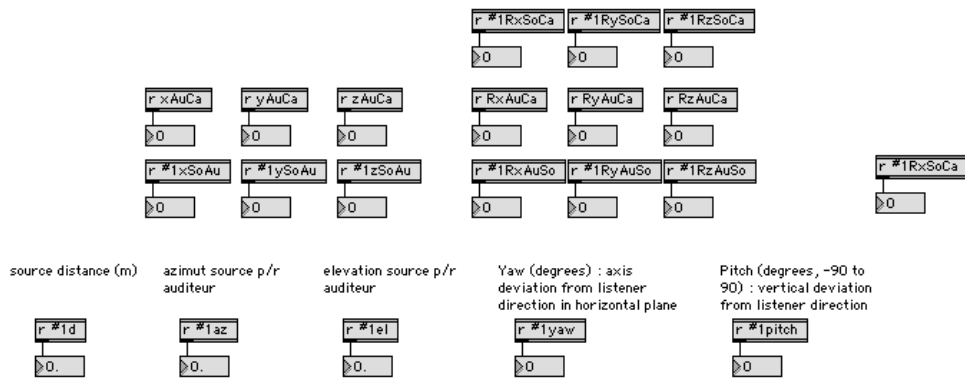 r #1RxSoCa r #1RySoCa r #1RzSoCa
0 0 0
r xAuCa r yAuCa r zAuCa r RxAuCa r RyAuCa r RzAuCa
0 0 0 0 0 0
r #1xSoAu r #1ySoAu r #1zSoAu r #1RxAuSo r #1RyAuSo r #1RzAuSo r #1RxSoCa
0 0 0 0 0 0 0
source distance (m)
azimut source p/r
auditeur
elevation source p/r
auditeur
Yaw (degrees) : axis
deviation from listener
direction in horizontal plane
Pitch (degrees, -90 to
90) : vertical deviation
from listener direction
r #1d r #1az r #1el r #1yaw r #1pitch
0. 0. 0. 0 0